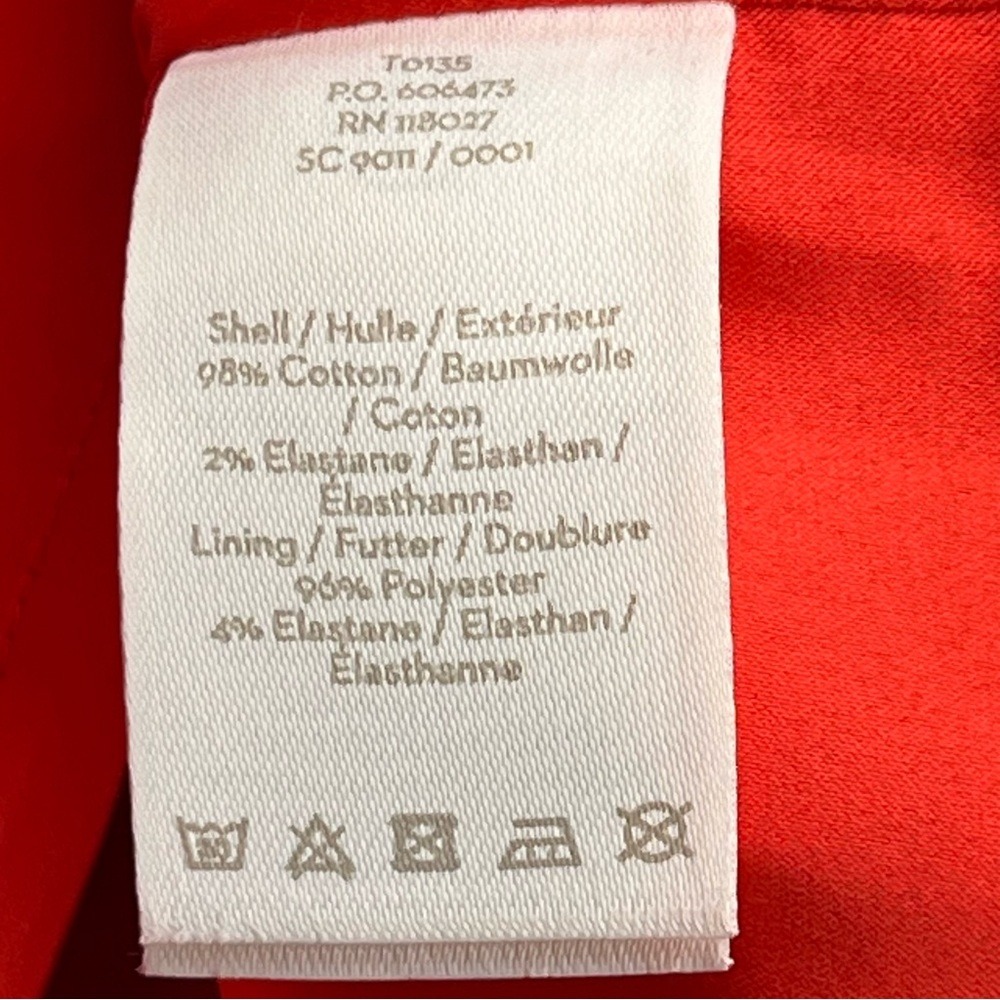 T0135
P.O. 606473
RN 118027
SC 9011 / 0001
Shell / Hulle / Extérieur
98% Cotton / Baumwolle
/ Coton
2% Elastane / Elasthan /
Élasthanne
Lining / Futter / Doublure
96% Polyester
4% Elastane / Elasthan /
Élasthanne
30